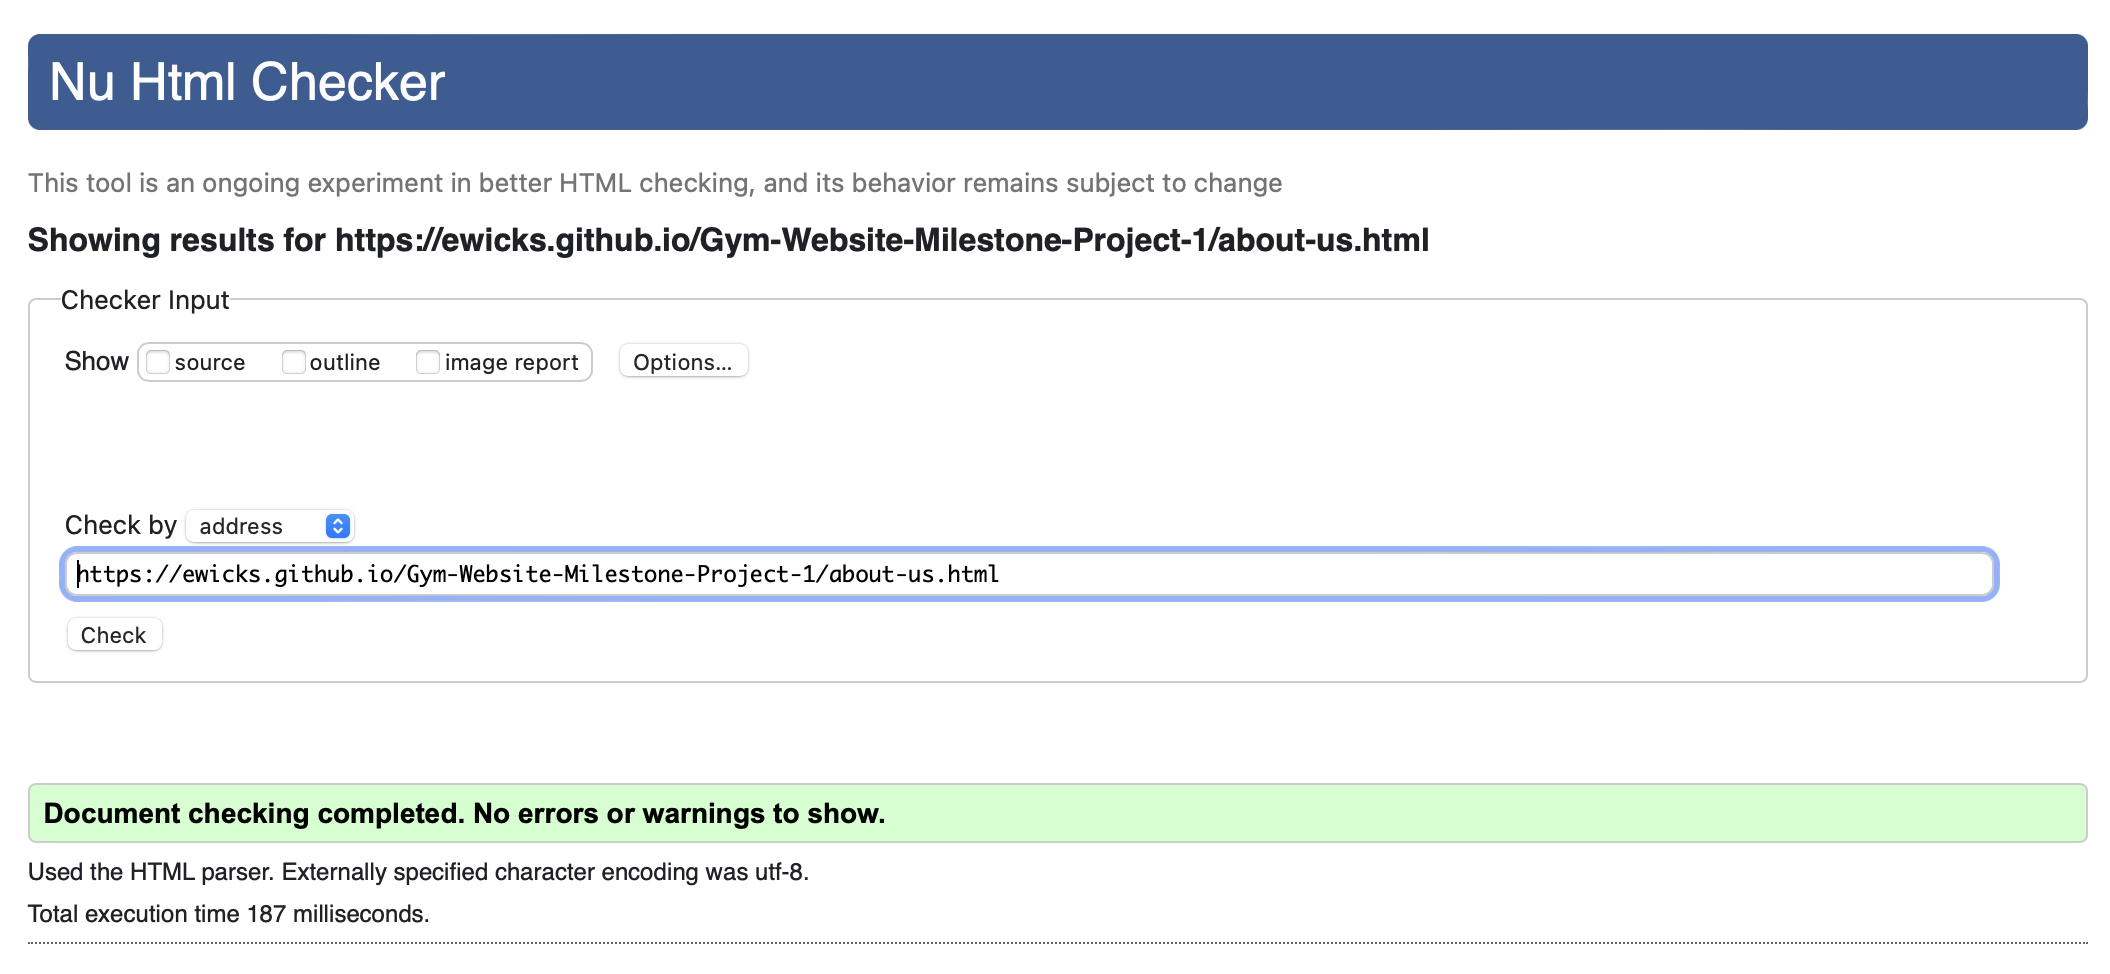 Nu Html Checker
This tool is an ongoing experiment in better HTML checking, and its behavior remains subject to change
Showing results for https://ewicks.github.io/Gym-Website-Milestone-Project-1/about-us.html
Checker Input
Show source outline image report Options...
Check by address
https://ewicks.github.io/Gym-Website-Milestone-Project-1/about-us.html
Check
Document checking completed. No errors or warnings to show.
Used the HTML parser. Externally specified character encoding was utf-8.
Total execution time 187 milliseconds.